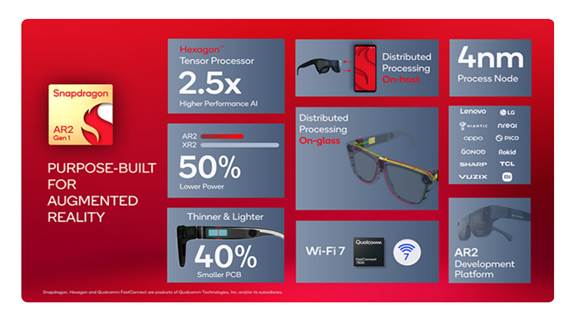 Snapdragon
AR2
Gen 1
PURPOSE-BUILT
FOR
AUGMENTED
REALITY
Hexagon™
Tensor Processor
2.5x
Higher Performance AI
AR2
XR2
50%
Lower Power
Thinner & Lighter
40%
Smaller PCB
Distributed
Processing
On-host
Distributed
Processing
On-glass
Wi-Fi 7
Qualcomm
FastConnect
7800
7
4nm
Process Node
Lenovo
LG
NIANTIC
nreal
oppo
PICO
Rokid
SHARP
TCL
VUZIX
mi
AR2
Development
Platform
Snapdragon, Hexagon and Qualcomm FastConnect are products of Qualcomm Technologies, Inc. and/or its subsidiaries.